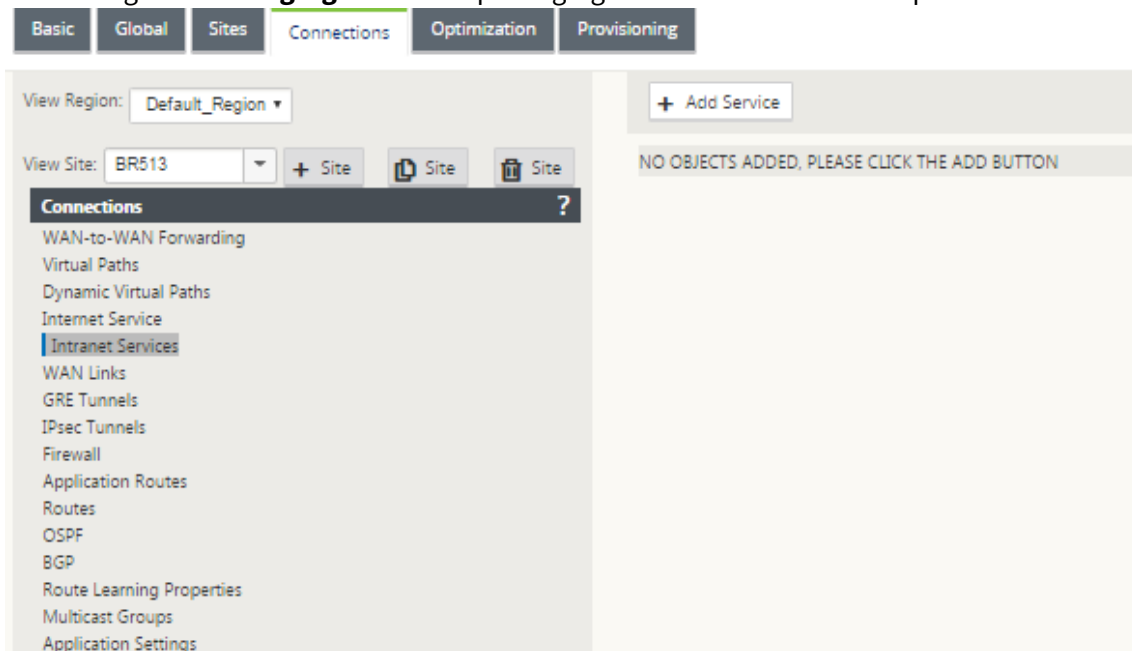 Basic Global Sites Connections Optimization Provisioning
View Region: Default_Region
+ Add Service
View Site: BR513 + Site Site Site
NO OBJECTS ADDED, PLEASE CLICK THE ADD BUTTON
Connections ?
WAN-to-WAN Forwarding
Virtual Paths
Dynamic Virtual Paths
Internet Service
Intranet Services
WAN Links
GRE Tunnels
IPsec Tunnels
Firewall
Application Routes
Routes
OSPF
BGP
Route Learning Properties
Multicast Groups
Application Settings